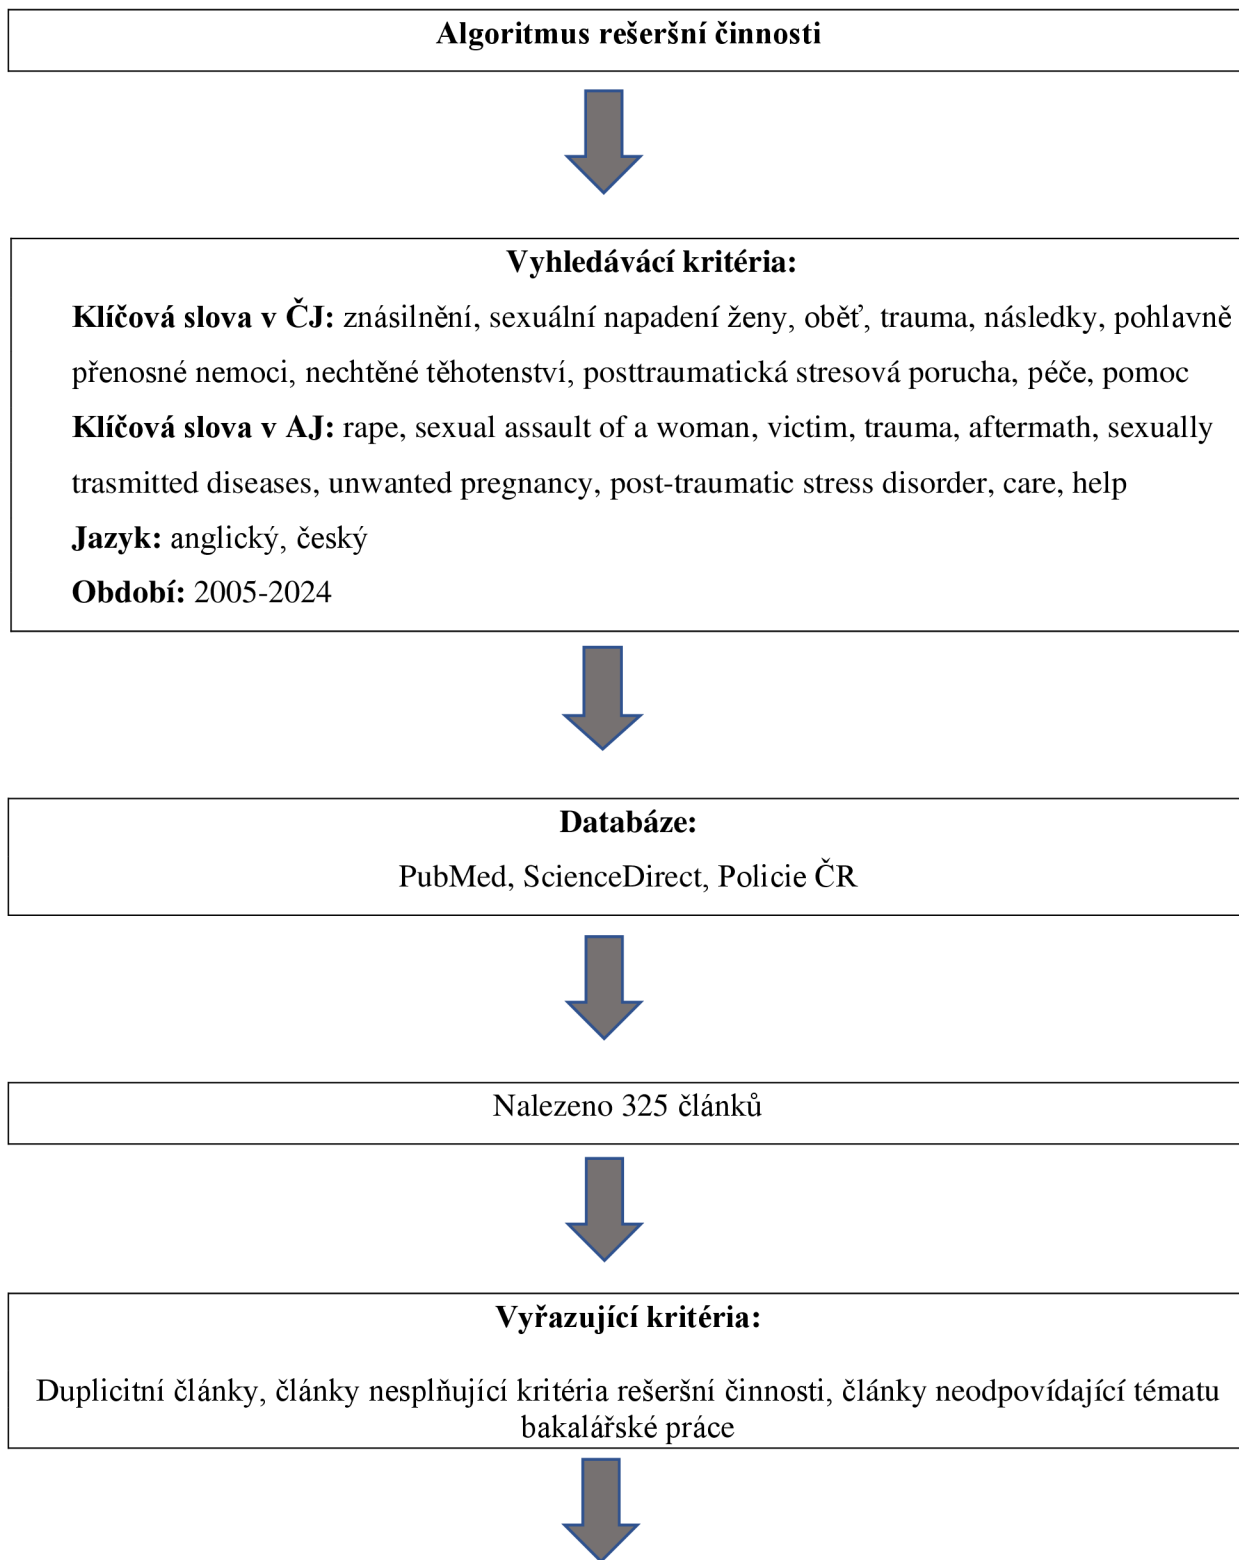 Algoritmus rešeršní činnosti
Vyhledávácí kritéria:
Klíčová slova v ČJ: znásilnění, sexuální napadení ženy, oběť, trauma, následky, pohlavně
přenosné nemoci, nechtěné těhotenství, posttraumatická stresová porucha, péče, pomoc
Klíčová slova v AJ: rape, sexual assault of a woman, victim, trauma, aftermath, sexually
trasmitted diseases, unwanted pregnancy, post-traumatic stress disorder, care, help
Jazyk: anglický, český
Období: 2005-2024
Databáze:
PubMed, ScienceDirect, Policie ČR
Nalezeno 325 článků
Vyřazující kritéria:
Duplicitní články, články nesplňující kritéria rešeršní činnosti, články neodpovídající tématu
bakalářské práce